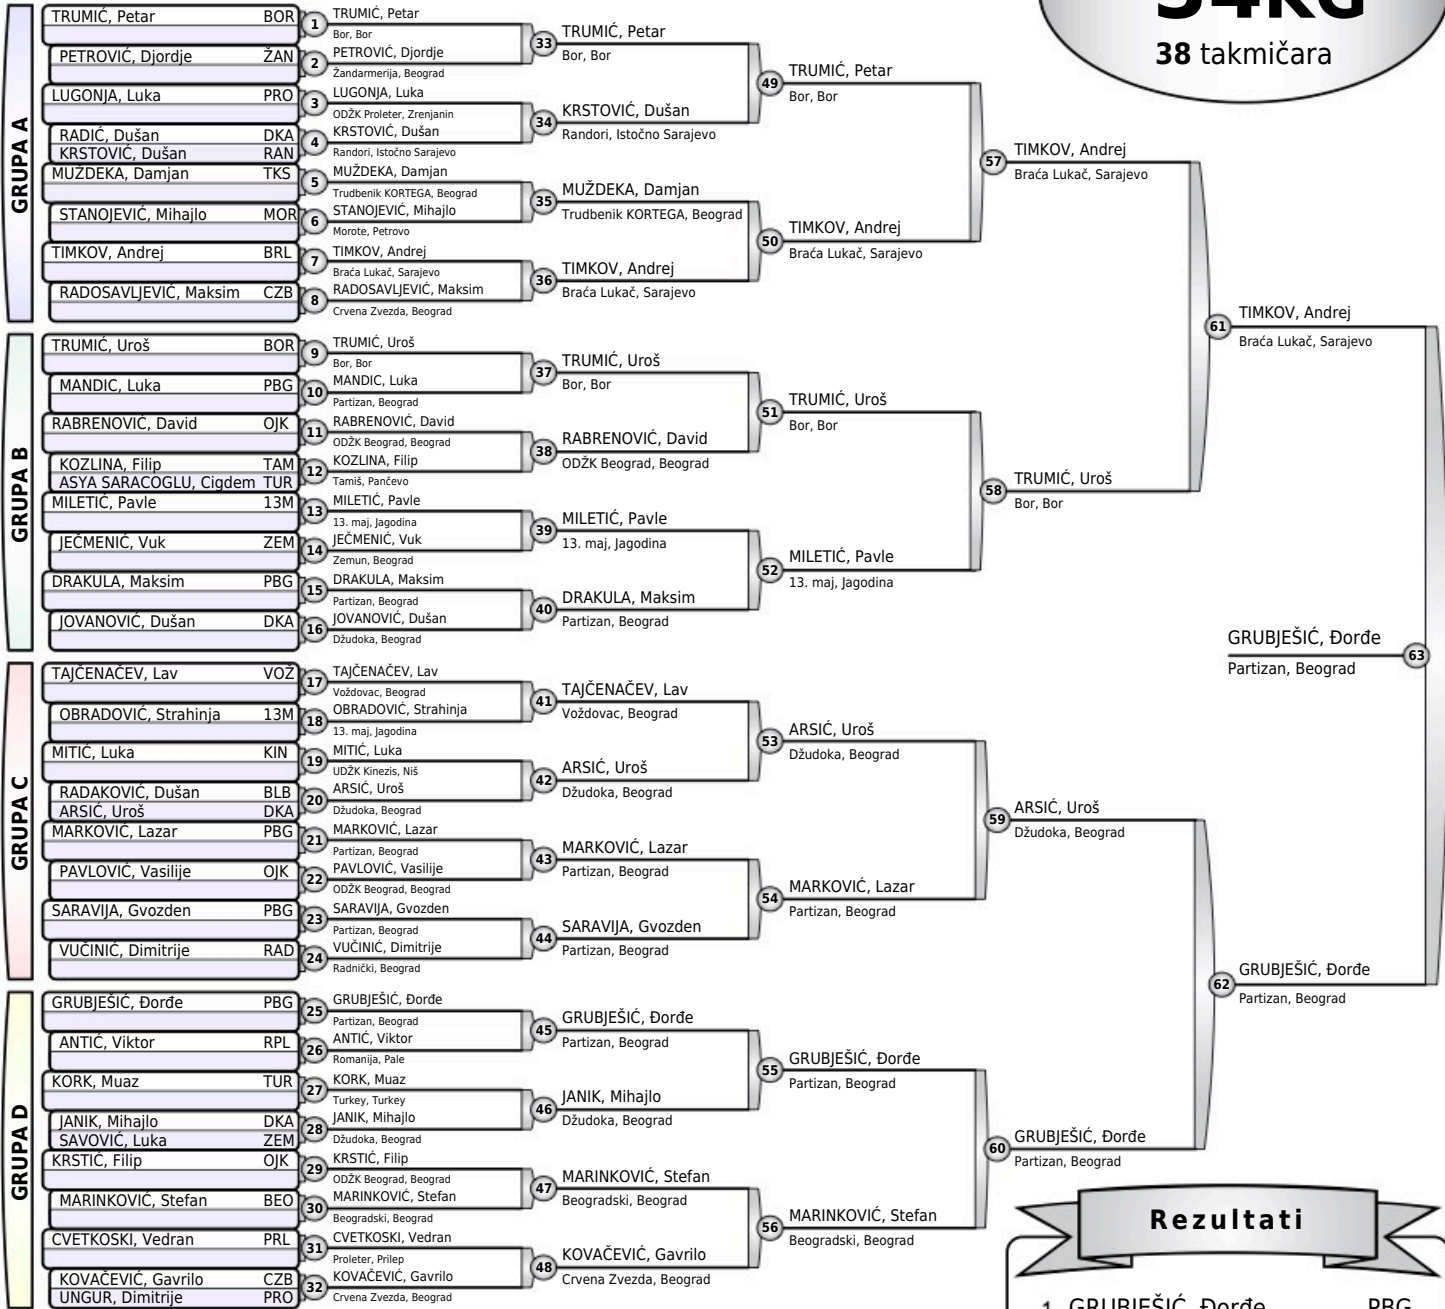 54KG
38 takmičara
GRUPA A
TRUMIĆ, Petar BOR
PETROVIĆ, Djordje ŽAN
LUGONJA, Luka PRO
RADIĆ, Dušan DKA
KRSTOVIĆ, Dušan RAN
MUŽDEKA, Damjan TKS
STANOJEVIĆ, Mihajlo MOR
TIMKOV, Andrej BRL
RADOSAVLJEVIĆ, Maksim CZB
GRUPA B
TRUMIĆ, Uroš BOR
MANDIC, Luka PBG
RABRENOVIĆ, David OJK
KOZLINA, Filip TAM
ASYA SARACOGLU, Cigdem TUR
MILETIĆ, Pavle 13M
JEČMENIĆ, Vuk ZEM
DRAKULA, Maksim PBG
JOVANOVIĆ, Dušan DKA
GRUPA C
TAJČENAČEV, Lav VOŽ
OBRADOVIĆ, Strahinja 13M
MITIĆ, Luka KIN
RADAKOVIĆ, Dušan BLB
ARSIĆ, Uroš DKA
MARKOVIĆ, Lazar PBG
PAVLOVIĆ, Vasilije OJK
SARAVIJA, Gvozden PBG
VUČINIĆ, Dimitrije RAD
GRUPA D
GRUBJEŠIĆ, Đorđe PBG
ANTIĆ, Viktor RPL
KORK, Muaz TUR
JANIK, Mihajlo DKA
SAVOVIĆ, Luka ZEM
KRSTIĆ, Filip OJK
MARINKOVIĆ, Stefan BEO
CVETKOSKI, Vedran PRL
KOVAČEVIĆ, Gavrilo CZB
UNGUR, Dimitrije PRO
1 TRUMIĆ, Petar
Bor, Bor
2 PETROVIĆ, Djordje
Žandarmerija, Beograd
3 LUGONJA, Luka
ODŽK Proleter, Zrenjanin
4 KRSTOVIĆ, Dušan
Randori, Istočno Sarajevo
5 MUŽDEKA, Damjan
Trudbenik KORTEGA, Beograd
6 STANOJEVIĆ, Mihajlo
Morote, Petrovo
7 TIMKOV, Andrej
Braća Lukač, Sarajevo
8 RADOSAVLJEVIĆ, Maksim
Crvena Zvezda, Beograd
9 TRUMIĆ, Uroš
Bor, Bor
10 MANDIC, Luka
Partizan, Beograd
11 RABRENOVIĆ, David
ODŽK Beograd, Beograd
12 KOZLINA, Filip
Tamiš, Pančevo
13 MILETIĆ, Pavle
13. maj, Jagodina
14 JEČMENIĆ, Vuk
Zemun, Beograd
15 DRAKULA, Maksim
Partizan, Beograd
16 JOVANOVIĆ, Dušan
Džudoka, Beograd
17 TAJČENAČEV, Lav
Voždovac, Beograd
18 OBRADOVIĆ, Strahinja
13. maj, Jagodina
19 MITIĆ, Luka
UDŽK Kinezis, Niš
20 ARSIĆ, Uroš
Džudoka, Beograd
21 MARKOVIĆ, Lazar
Partizan, Beograd
22 PAVLOVIĆ, Vasilije
ODŽK Beograd, Beograd
23 SARAVIJA, Gvozden
Partizan, Beograd
24 VUČINIĆ, Dimitrije
Radnički, Beograd
25 GRUBJEŠIĆ, Đorđe
Partizan, Beograd
26 ANTIĆ, Viktor
Romanija, Pale
27 KORK, Muaz
Turkey, Turkey
28 JANIK, Mihajlo
Džudoka, Beograd
29 KRSTIĆ, Filip
ODŽK Beograd, Beograd
30 MARINKOVIĆ, Stefan
Beogradski, Beograd
31 CVETKOSKI, Vedran
Proleter, Prilep
32 KOVAČEVIĆ, Gavrilo
Crvena Zvezda, Beograd
33 TRUMIĆ, Petar
Bor, Bor
34 KRSTOVIĆ, Dušan
Randori, Istočno Sarajevo
35 MUŽDEKA, Damjan
Trudbenik KORTEGA, Beograd
36 TIMKOV, Andrej
Braća Lukač, Sarajevo
37 TRUMIĆ, Uroš
Bor, Bor
38 RABRENOVIĆ, David
ODŽK Beograd, Beograd
39 MILETIĆ, Pavle
13. maj, Jagodina
40 DRAKULA, Maksim
Partizan, Beograd
41 TAJČENAČEV, Lav
Voždovac, Beograd
42 ARSIĆ, Uroš
Džudoka, Beograd
43 MARKOVIĆ, Lazar
Partizan, Beograd
44 SARAVIJA, Gvozden
Partizan, Beograd
45 GRUBJEŠIĆ, Đorđe
Partizan, Beograd
46 JANIK, Mihajlo
Džudoka, Beograd
47 MARINKOVIĆ, Stefan
Beogradski, Beograd
48 KOVAČEVIĆ, Gavrilo
Crvena Zvezda, Beograd
49 TRUMIĆ, Petar
Bor, Bor
50 TIMKOV, Andrej
Braća Lukač, Sarajevo
51 TRUMIĆ, Uroš
Bor, Bor
52 MILETIĆ, Pavle
13. maj, Jagodina
53 ARSIĆ, Uroš
Džudoka, Beograd
54 MARKOVIĆ, Lazar
Partizan, Beograd
55 GRUBJEŠIĆ, Đorđe
Partizan, Beograd
56 MARINKOVIĆ, Stefan
Beogradski, Beograd
57 TIMKOV, Andrej
Braća Lukač, Sarajevo
58 TRUMIĆ, Uroš
Bor, Bor
59 ARSIĆ, Uroš
Džudoka, Beograd
60 GRUBJEŠIĆ, Đorđe
Partizan, Beograd
61 TIMKOV, Andrej
Braća Lukač, Sarajevo
62 GRUBJEŠIĆ, Đorđe
Partizan, Beograd
GRUBJEŠIĆ, Đorđe 63
Partizan, Beograd
Rezultati
1 GRUBJEŠIĆ, Đorđe PBG